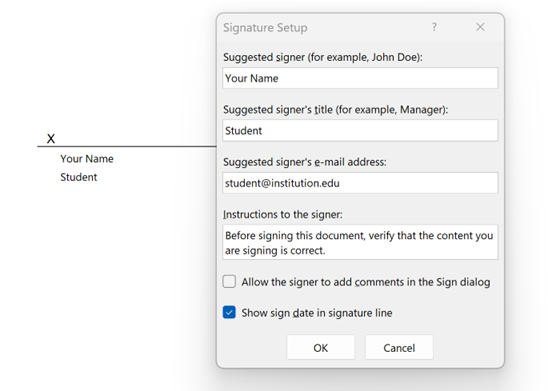 Signature Setup ?
Suggested signer (for example, John Doe):
Your Name
Suggested signer's title (for example, Manager):
Student
Suggested signer's e-mail address:
student@institution.edu
Instructions to the signer:
Before signing this document, verify that the content you
are signing is correct.
Allow the signer to add comments in the Sign dialog
Show sign date in signature line
OK Cancel
X
Your Name
Student